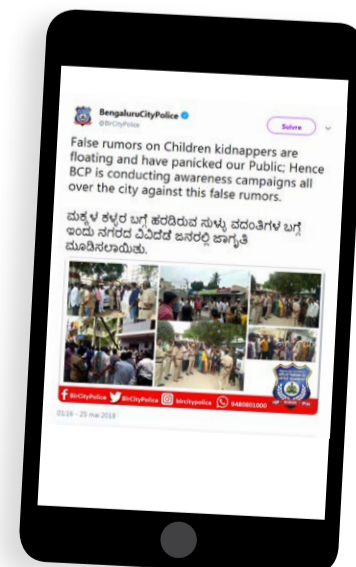 BengaluruCityPolice
@BlrCityPolice
Suivre
False rumors on Children kidnappers are
floating and have panicked our Public; Hence
BCP is conducting awareness campaigns all
over the city against this false rumors.
ಮಕ್ಕಳ ಕಳ್ಳರ ಬಗ್ಗೆ ಹರಡಿರುವ ಸುಳ್ಳು ವದಂತಿಗಳ ಬಗ್ಗೆ
ಇಂದು ನಗರದ ವಿವಿದೆಡೆ ಜನರಲ್ಲಿ ಜಾಗೃತಿ
ಮೂಡಿಸಲಾಯಿತು.
BlrCityPolice BlrCityPolice blrcitypolice 9480801000
01:16 - 25 mai 2018